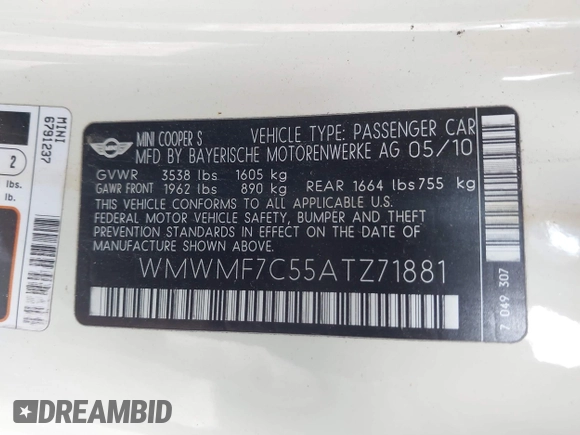 MINI
6791237
2
lbs.
lb.
MINI COOPER S VEHICLE TYPE: PASSENGER CAR
MFD BY BAYERISCHE MOTORENWERKE AG 05/10
GVWR 3538 lbs 1605 kg
GAWR FRONT 1962 lbs 890 kg REAR 1664 lbs 755 kg
THIS VEHICLE CONFORMS TO ALL APPLICABLE U.S.
FEDERAL MOTOR VEHICLE SAFETY, BUMPER AND THEFT
PREVENTION STANDARDS IN EFFECT ON THE DATE OF
MANUFACTURE SHOWN ABOVE.
WMWMF7C55ATZ71881
7 049 307
DREAMBID